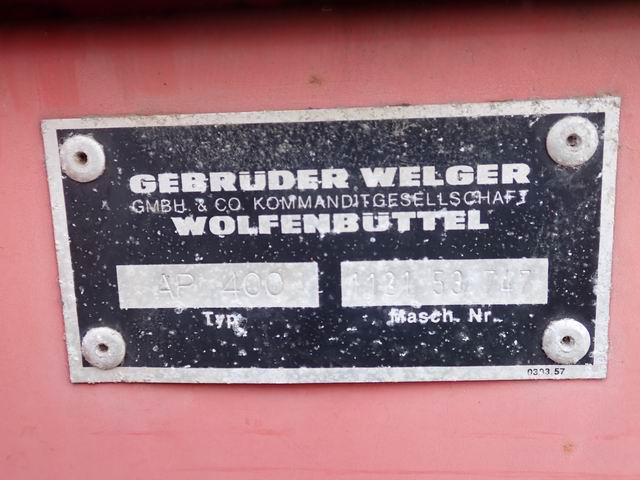 GEBRÜDER WELGER
GMBH & CO. KOMMANDITGESELLSCHAFT
WOLFENBÜTTEL
AP 400 1121 53 747
Typ Masch. Nr.
0303.57